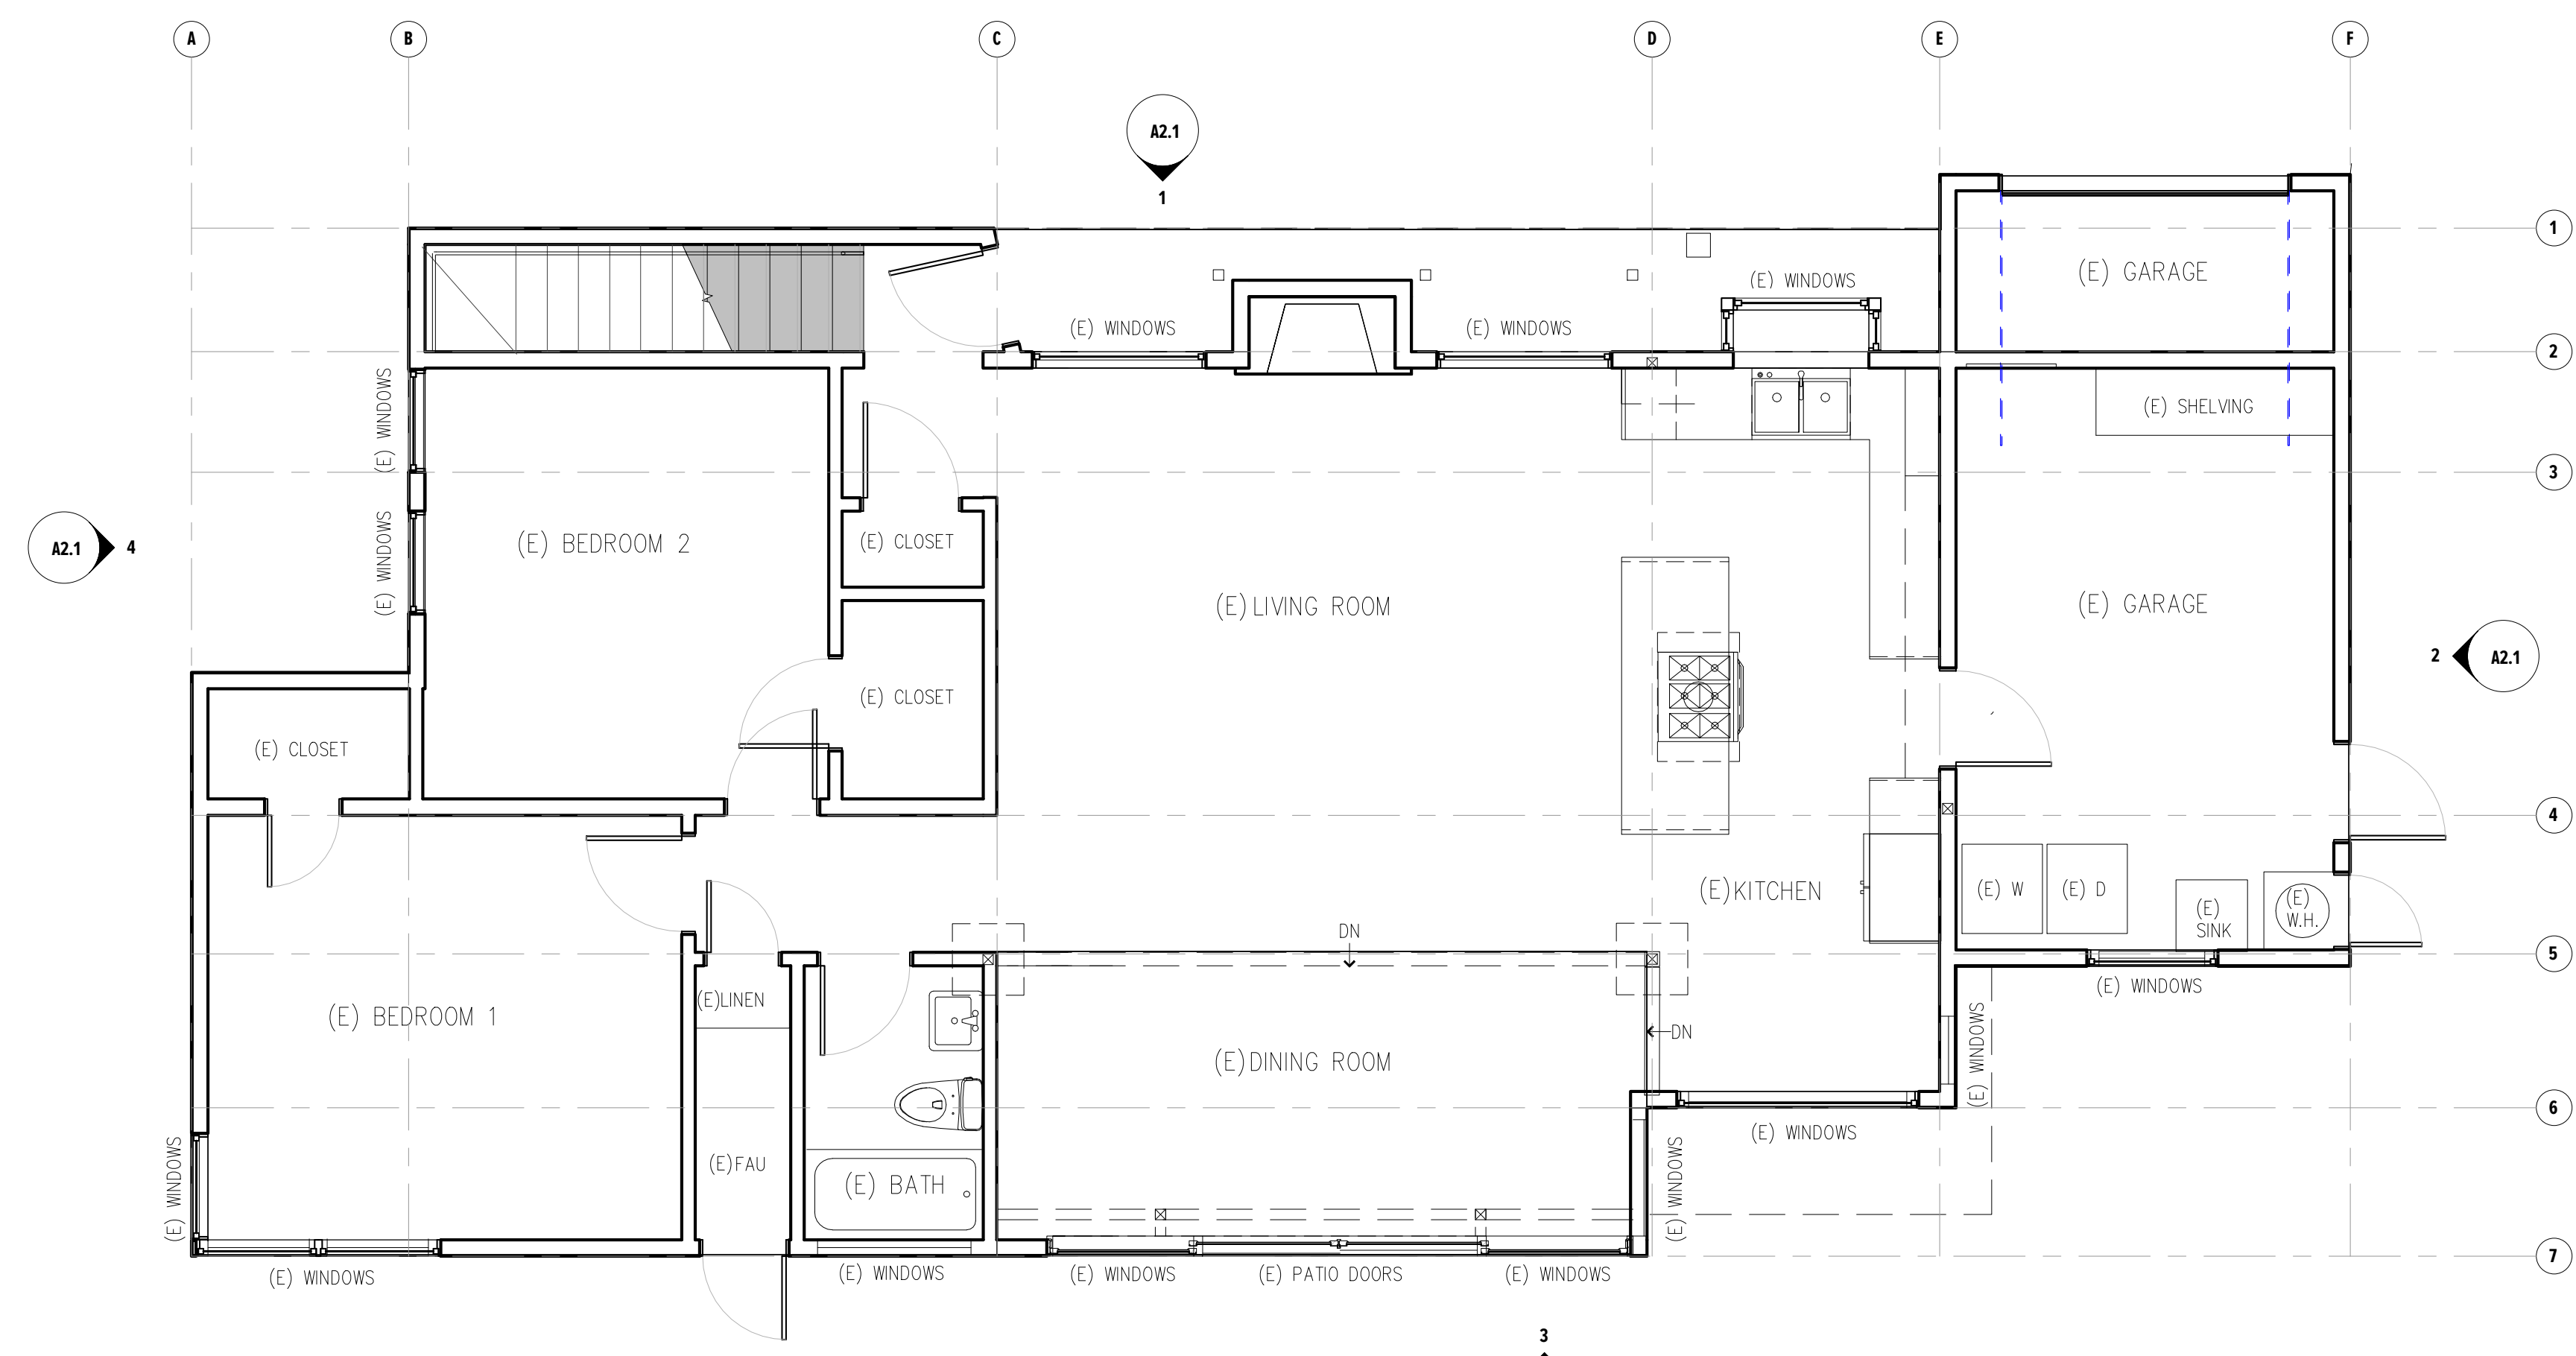 A B C D E F
A2.1
1
1
(E) GARAGE
(E) WINDOWS
(E) WINDOWS
(E) WINDOWS
2
(E) WINDOWS
(E) SHELVING
3
(E) WINDOWS
(E) BEDROOM 2
(E) CLOSET
A2.1 4
(E) LIVING ROOM
(E) GARAGE
2 A2.1
(E) CLOSET
(E) CLOSET
4
(E) KITCHEN
(E) W
(E) D
(E)
SINK
(E)
W.H.
DN
5
(E) WINDOWS
(E) LINEN
(E) BEDROOM 1
DN
(E) WINDOWS
(E) DINING ROOM
6
(E) WINDOWS
(E) WINDOWS
(E) FAU
(E) BATH
(E) WINDOWS
7
(E) WINDOWS
(E) WINDOWS
(E) WINDOWS
(E) PATIO DOORS
(E) WINDOWS
3